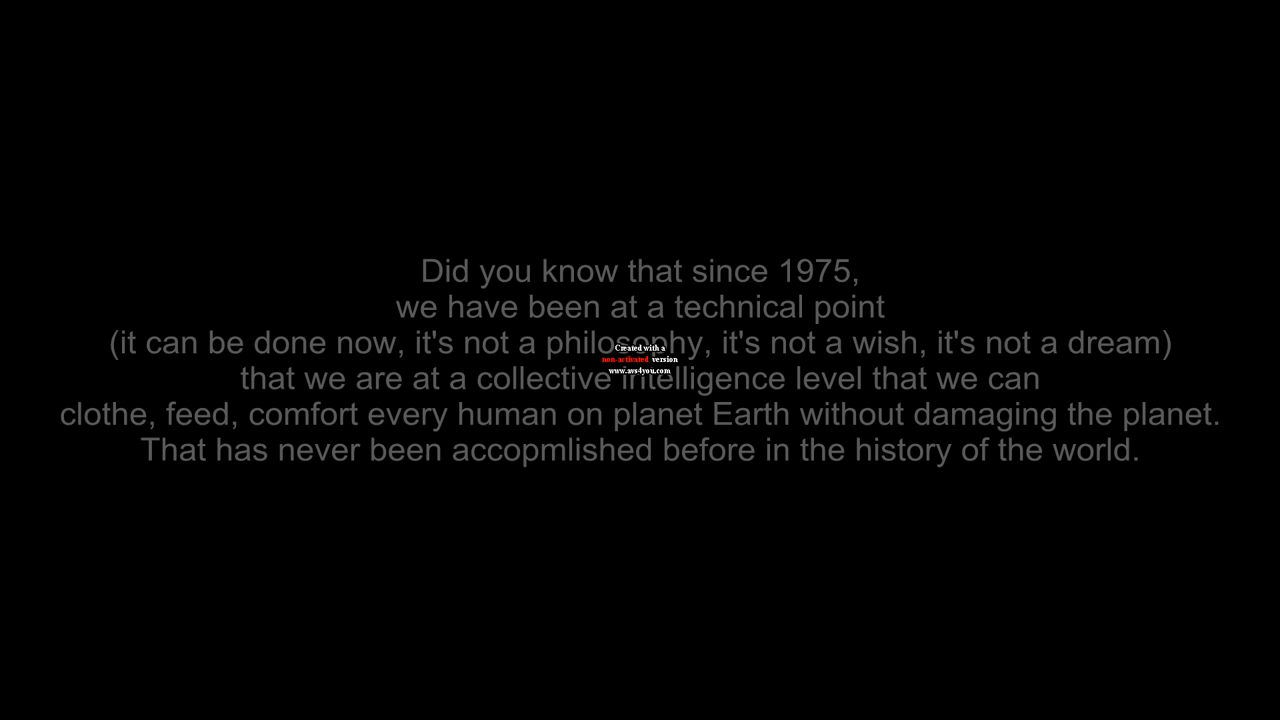 Did you know that since 1975,
we have been at a technical point
(it can be done now, it's not a philosophy, it's not a wish, it's not a dream)
Created with a
non-activated version
www.avs4you.com
that we are at a collective intelligence level that we can
clothe, feed, comfort every human on planet Earth without damaging the planet.
That has never been accopmlished before in the history of the world.